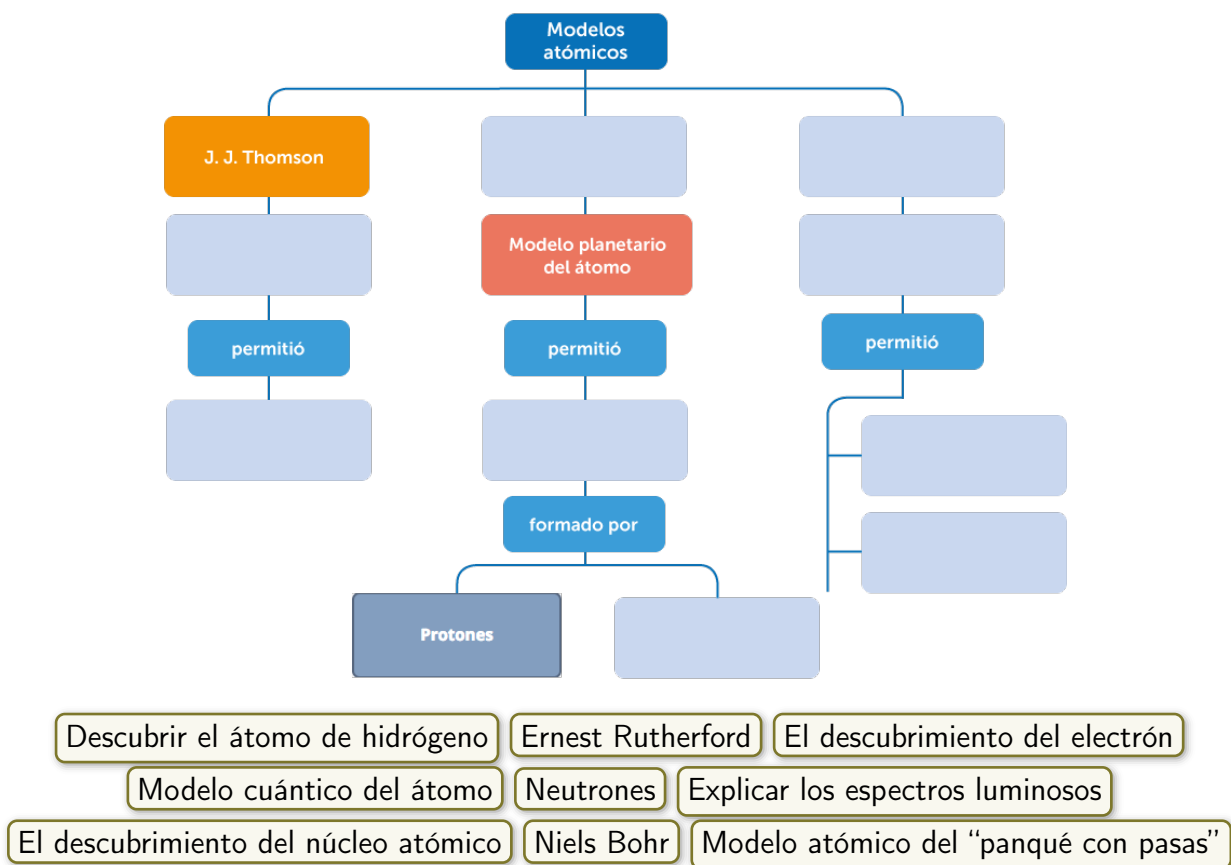 Modelos
atómicos
J. J. Thomson
Modelo planetario
del átomo
permitió
permitió
permitió
formado por
Protones
Descubrir el átomo de hidrógeno
Ernest Rutherford
El descubrimiento del electrón
Modelo cuántico del átomo
Neutrones
Explicar los espectros luminosos
El descubrimiento del núcleo atómico
Niels Bohr
Modelo atómico del “panqué con pasas”